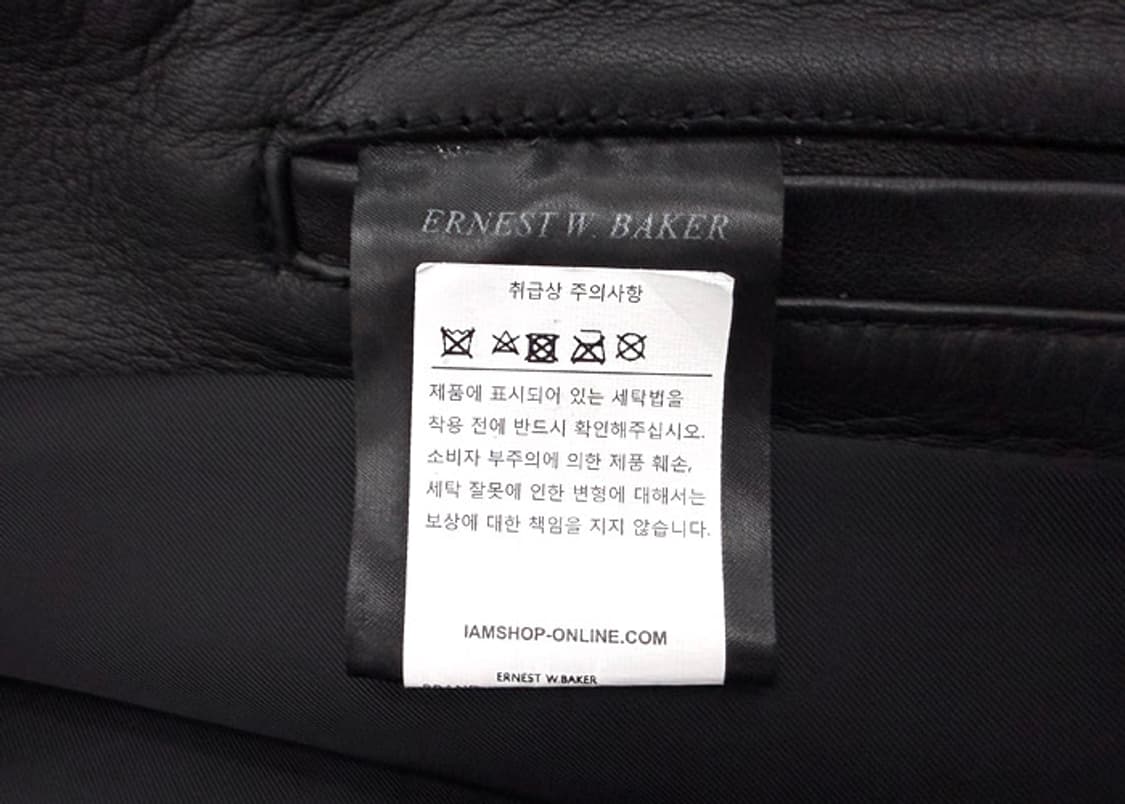 ERNEST W. BAKER
취급상 주의사항
제품에 표시되어 있는 세탁법을
착용 전에 반드시 확인해주십시오.
소비자 부주의에 의한 제품 훼손,
세탁 잘못에 인한 변형에 대해서는
보상에 대한 책임을 지지 않습니다.
IAMSHOP-ONLINE.COM
ERNEST W.BAKER